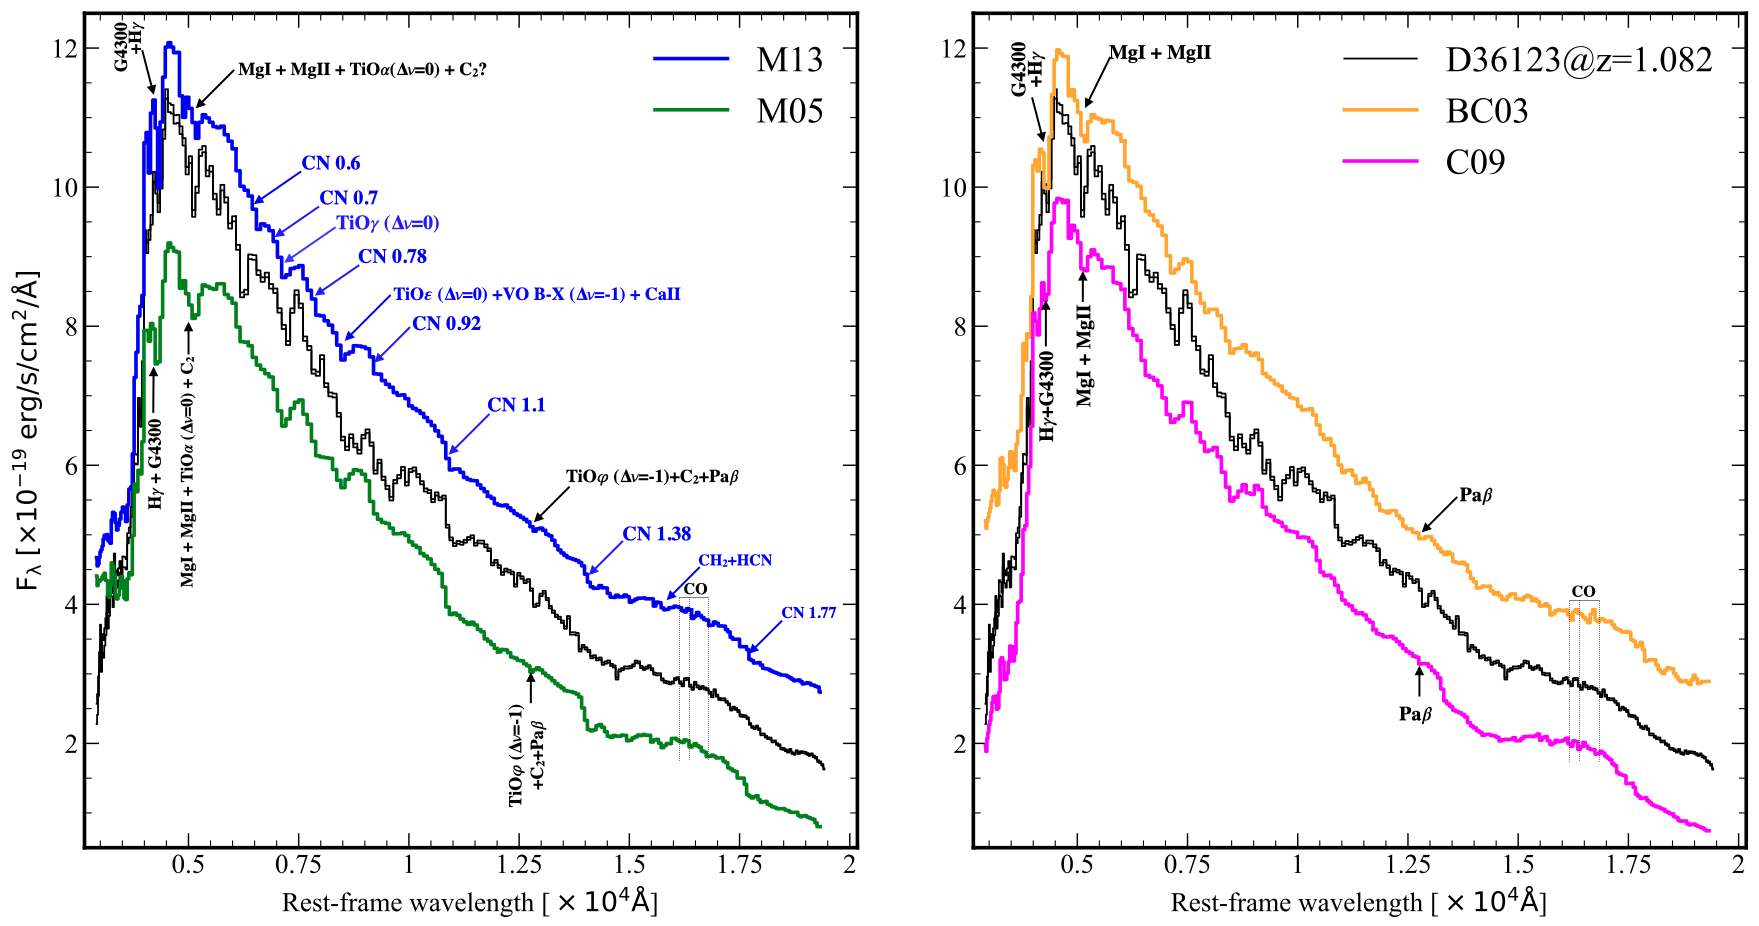 F_λ [×10⁻¹⁹ erg/s/cm²/Å]
12
10
8
6
4
2
0.5
0.75
1
1.25
1.5
1.75
2
Rest-frame wavelength [ × 10⁴Å]
M13
M05
G4300
+Hγ
MgI + MgII + TiOα(Δν=0) + C₂?
CN 0.6
CN 0.7
TiOγ (Δν=0)
CN 0.78
TiOε (Δν=0) +VO B-X (Δν=-1) + CaII
CN 0.92
CN 1.1
TiOφ (Δν=-1)+C₂+Paβ
CN 1.38
CH₂+HCN
CO
CN 1.77
Hγ + G4300
MgI + MgII + TiOα (Δν=0) + C₂
TiOφ (Δν=-1)
+C₂+Paβ
12
10
8
6
4
2
0.5
0.75
1
1.25
1.5
1.75
2
Rest-frame wavelength [ × 10⁴Å]
D36123@z=1.082
BC03
C09
G4300
+Hγ
MgI + MgII
Hγ+G4300
MgI + MgII
Paβ
CO
Paβ